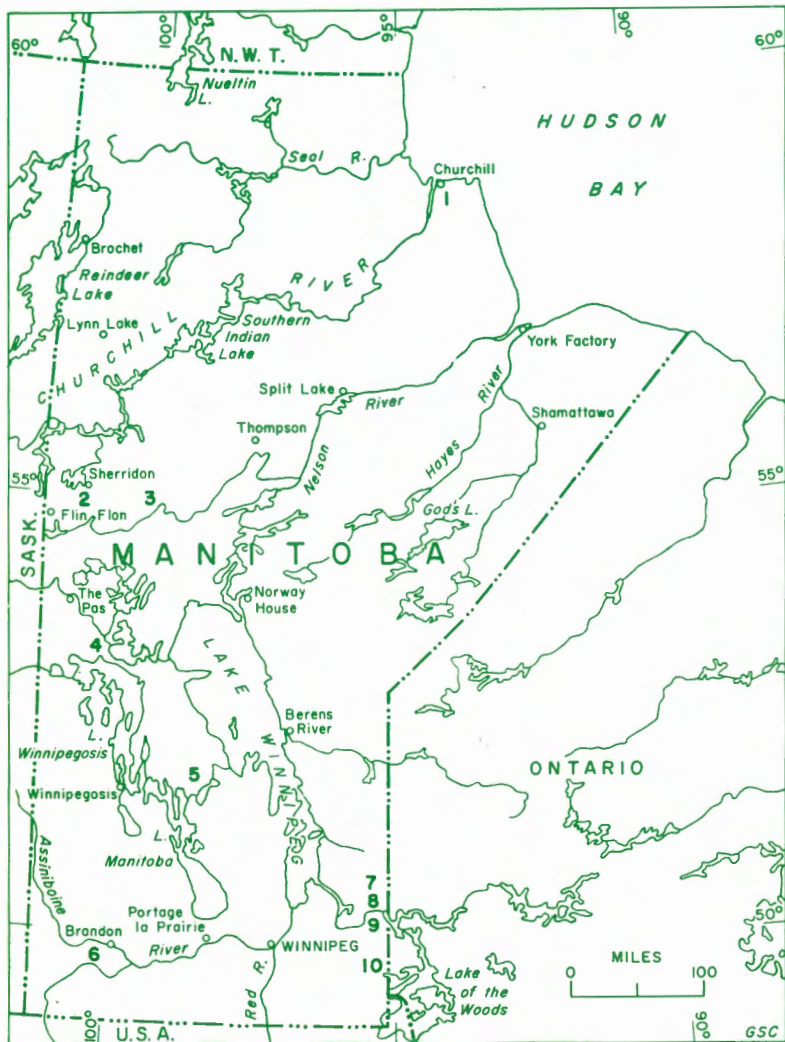 100°
95°
90°
60°
60°
N. W. T.
Nueltin
L.
HUDSON
BAY
Seal R.
Churchill
1
Brochet
Reindeer
Lake
Lynn Lake
CHURCHILL RIVER
Southern
Indian
Lake
York Factory
Split Lake
Nelson River
Hayes River
Shamattawa
Thompson
Sherridon
55°
55°
2
3
God's L.
Flin Flon
SASK.
MANITOBA
The
Pas
Norway
House
4
LAKE WINNIPEG
Berens
River
L.
Winnipegosis
5
ONTARIO
Winnipegosis
L.
Manitoba
Assiniboine River
7
8
9
Portage
la Prairie
Brandon
6
WINNIPEG
10
Red R.
Lake
of the
Woods
MILES
0 100
100°
U.S.A.
90°
GSC